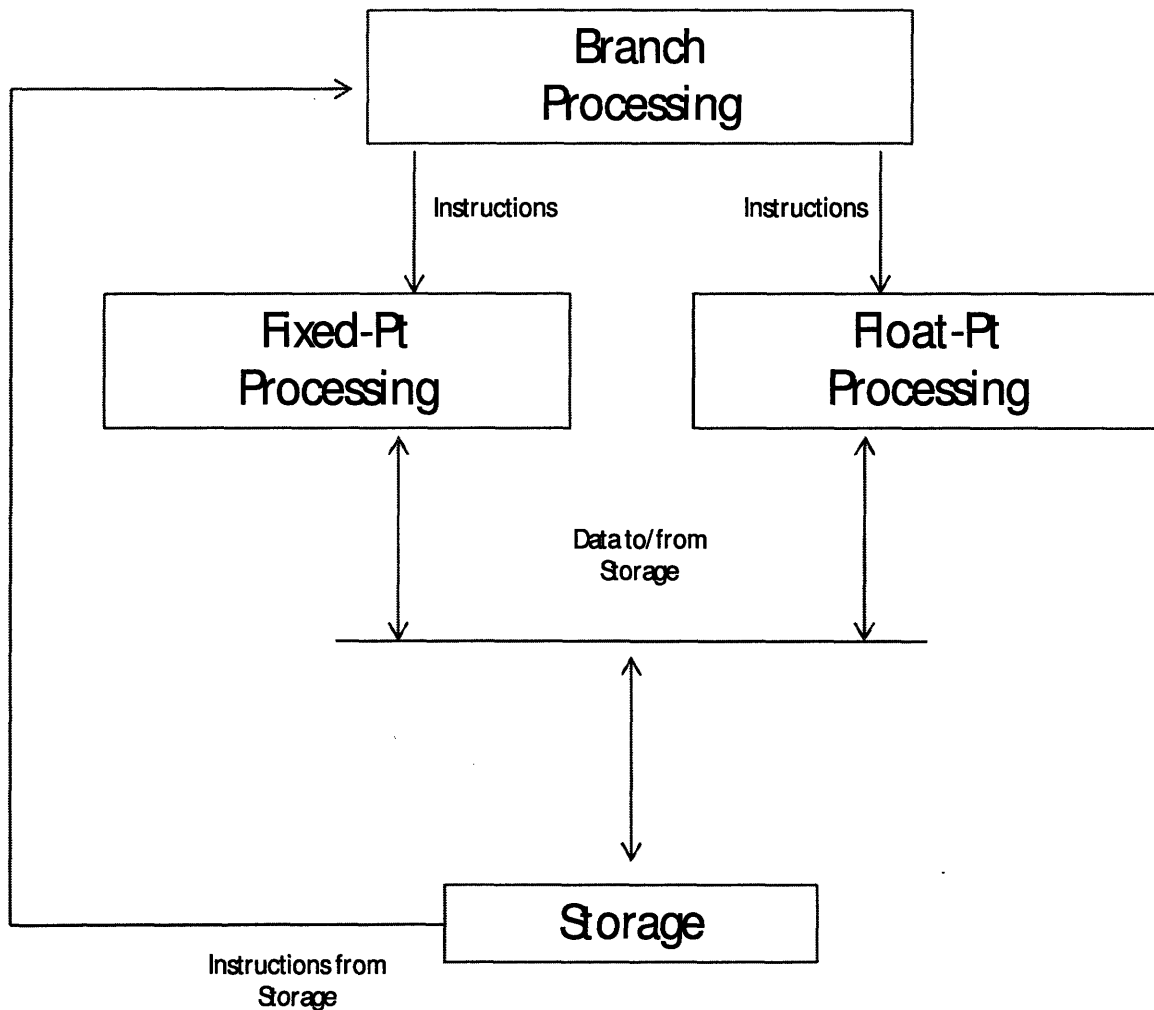 Branch
Processing
Instructions
Instructions
Fixed-Pt
Processing
Float-Pt
Processing
Data to/from
Storage
Storage
Instructions from
Storage